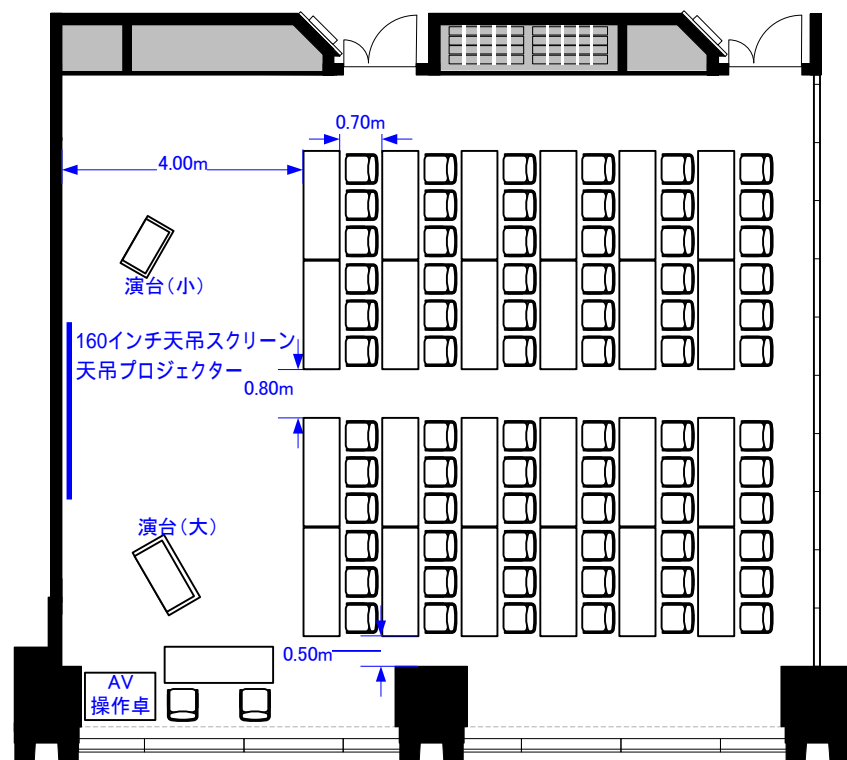 0.70m
4.00m
演台(小)
160インチ天吊スクリーン
天吊プロジェクター
0.80m
演台(大)
0.50m
AV
操作卓